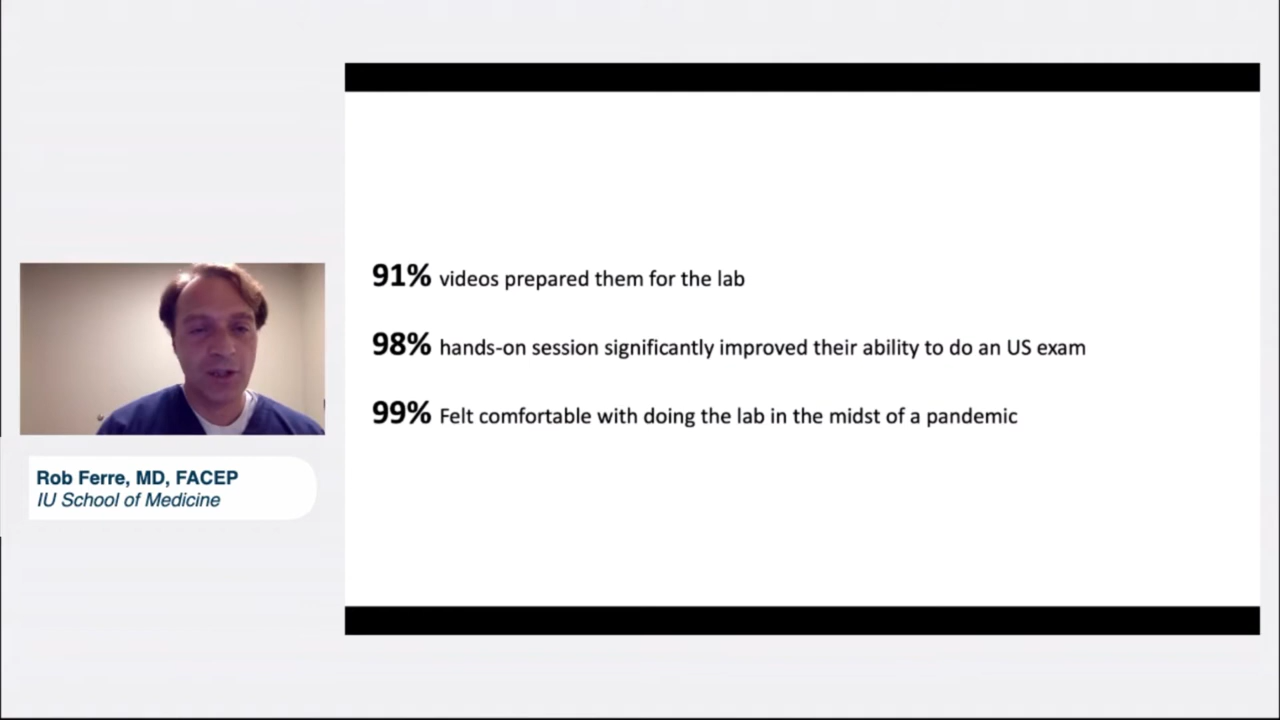 91% videos prepared them for the lab
98% hands-on session significantly improved their ability to do an US exam
99% Felt comfortable with doing the lab in the midst of a pandemic
Rob Ferre, MD, FACEP
IU School of Medicine